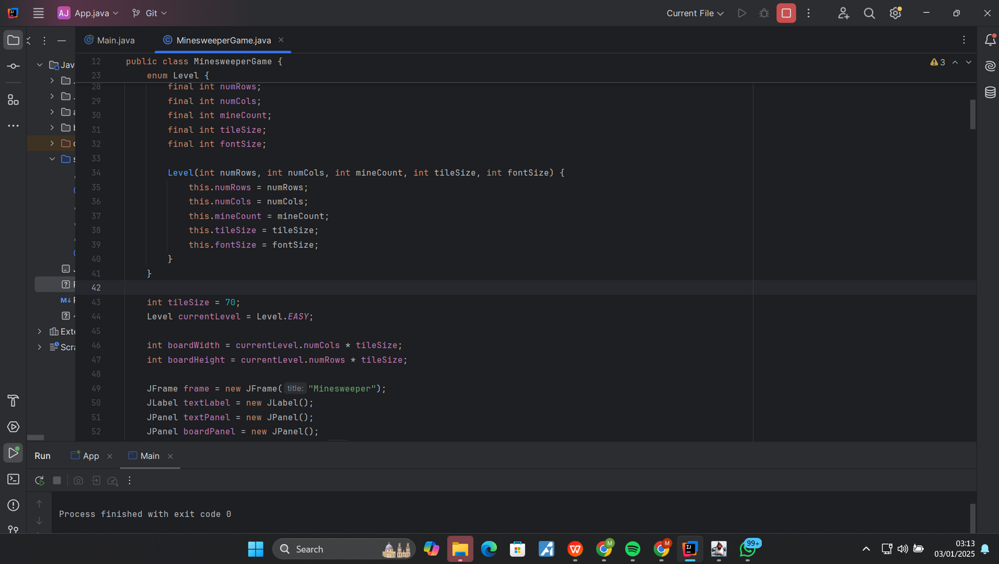 AJ App.java Git Current File
Main.java MinesweeperGame.java
12 public class MinesweeperGame { 3
23 enum Level {
28 final int numRows;
29 final int numCols;
30 final int mineCount;
31 final int tileSize;
32 final int fontSize;
33
34 Level(int numRows, int numCols, int mineCount, int tileSize, int fontSize) {
35 this.numRows = numRows;
36 this.numCols = numCols;
37 this.mineCount = mineCount;
38 this.tileSize = tileSize;
39 this.fontSize = fontSize;
40 }
41 }
42
43 int tileSize = 70;
44 Level currentLevel = Level.EASY;
45
46 int boardWidth = currentLevel.numCols * tileSize;
47 int boardHeight = currentLevel.numRows * tileSize;
48
49 JFrame frame = new JFrame( title: "Minesweeper");
50 JLabel textLabel = new JLabel();
51 JPanel textPanel = new JPanel();
52 JPanel boardPanel = new JPanel();
Jav
M↓
Exte
Scra
Run App Main
Process finished with exit code 0
Search
99+
03:13
03/01/2025